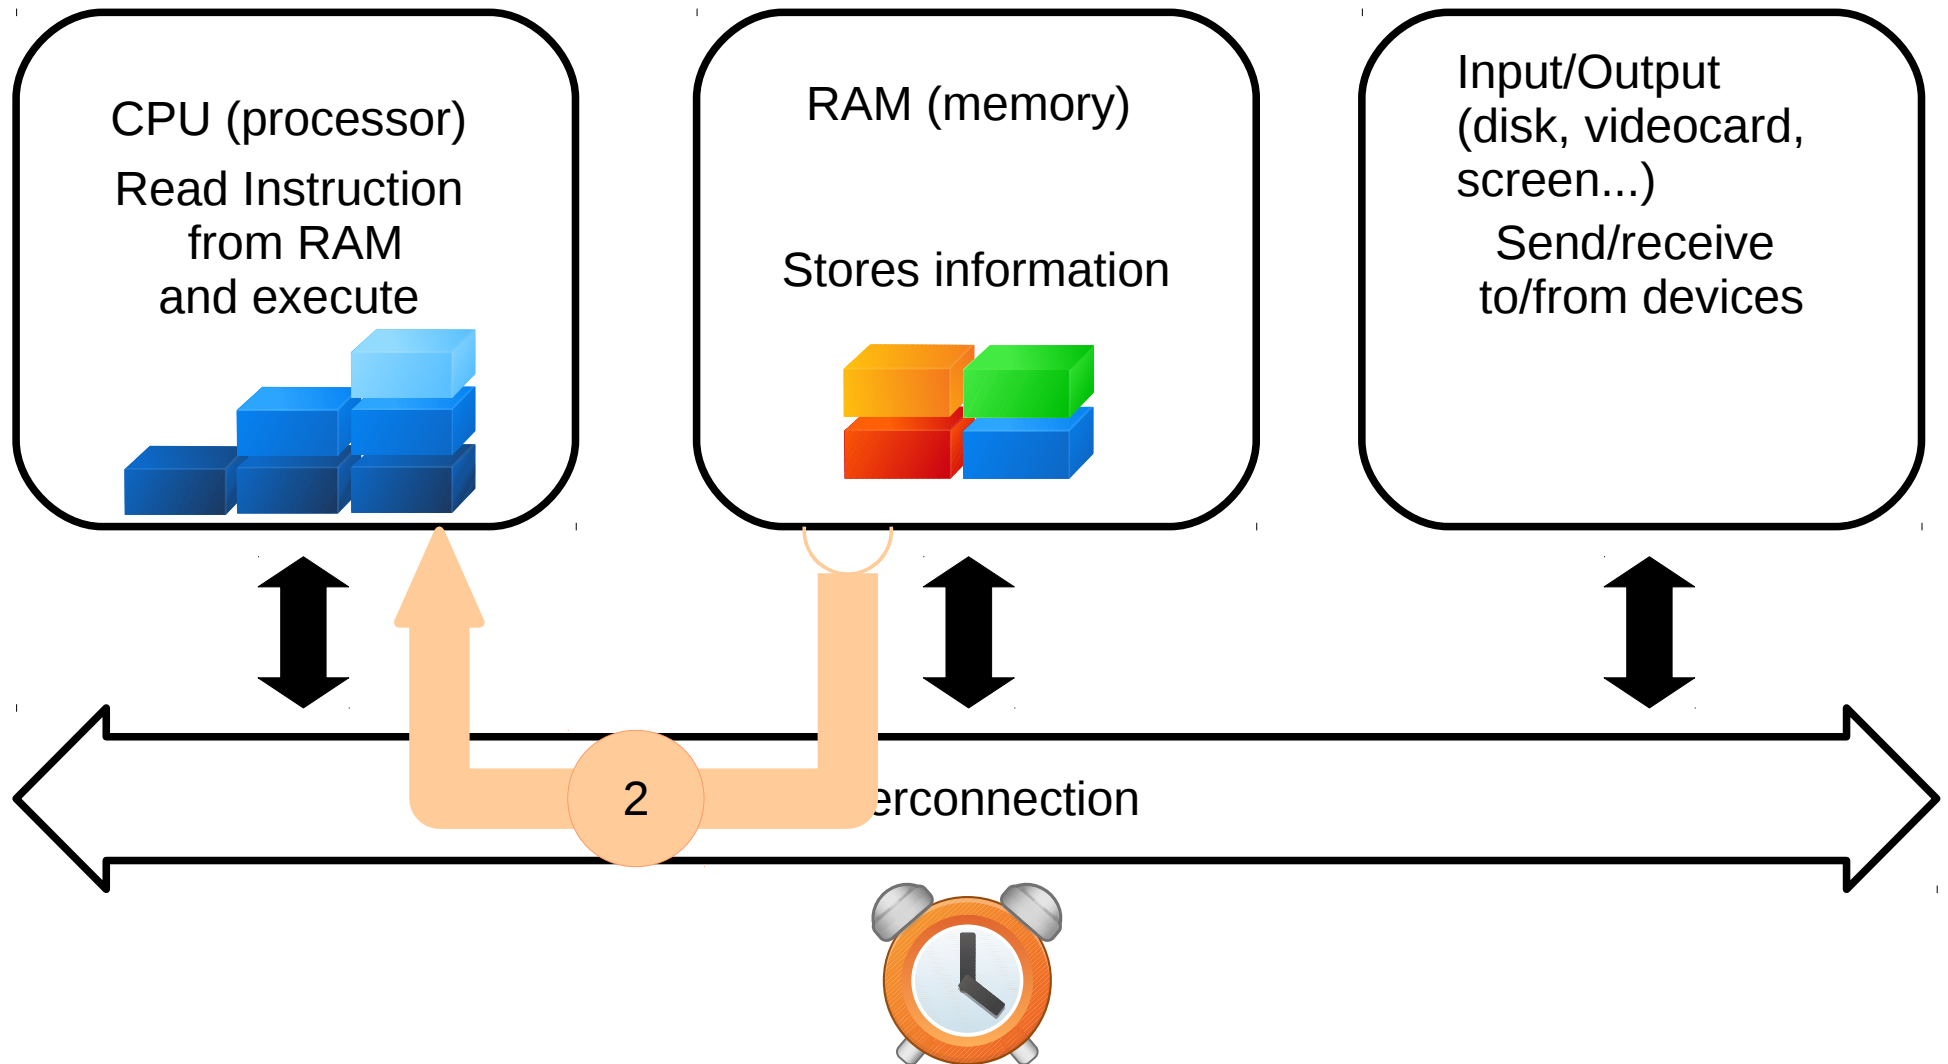 CPU (processor)
Read Instruction
from RAM
and execute
RAM (memory)
Stores information
Input/Output
(disk, videocard,
screen...)
Send/receive
to/from devices
2
erconnection